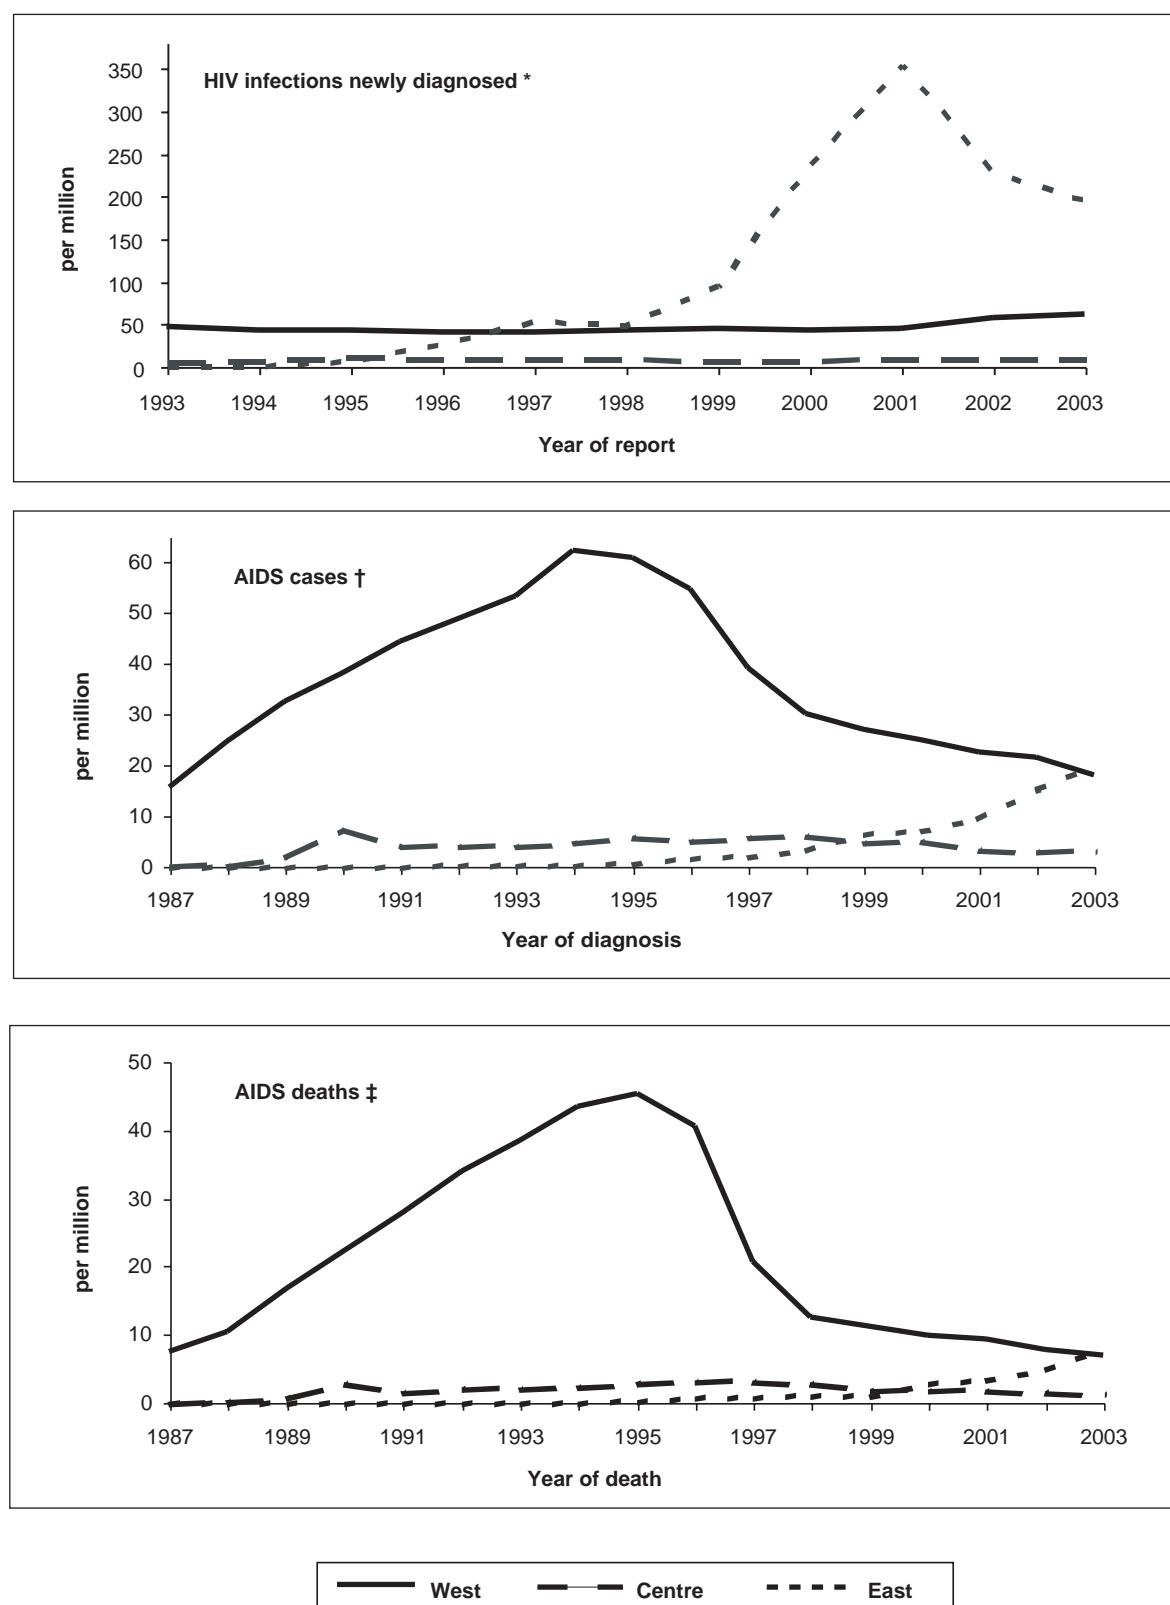 HIV infections newly diagnosed *
350
300
250
200
150
100
50
0
per million
1993 1994 1995 1996 1997 1998 1999 2000 2001 2002 2003
Year of report
AIDS cases †
60
50
40
30
20
10
0
per million
1987 1989 1991 1993 1995 1997 1999 2001 2003
Year of diagnosis
AIDS deaths ‡
50
40
30
20
10
0
per million
1987 1989 1991 1993 1995 1997 1999 2001 2003
Year of death
West Centre East